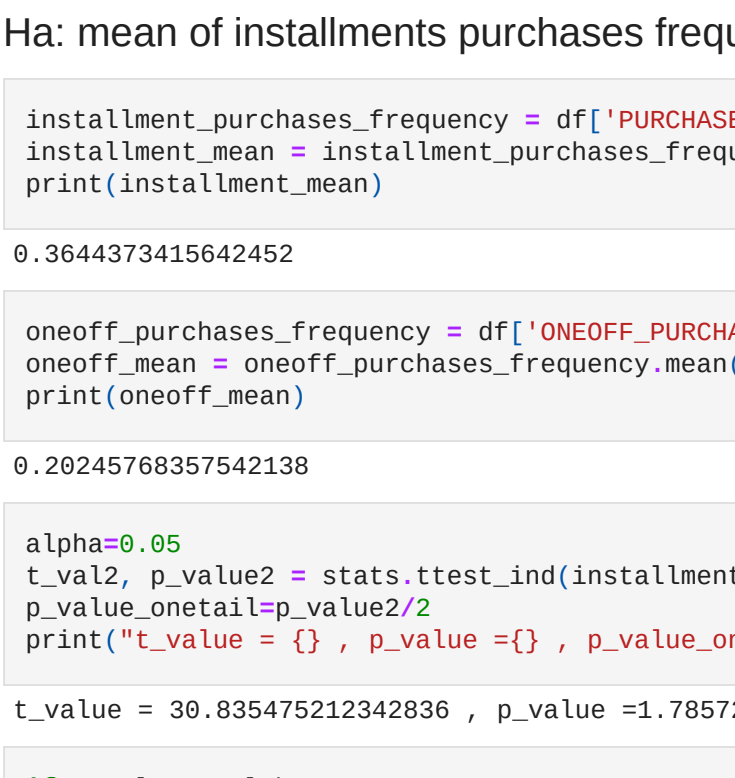 Ha: mean of installments purchases frequ
installment_purchases_frequency = df['PURCHASE
installment_mean = installment_purchases_frequ
print(installment_mean)
0.3644373415642452
oneoff_purchases_frequency = df['ONEOFF_PURCHA
oneoff_mean = oneoff_purchases_frequency.mean(
print(oneoff_mean)
0.20245768357542138
alpha=0.05
t_val2, p_value2 = stats.ttest_ind(installment
p_value_onetail=p_value2/2
print("t_value = {} , p_value ={} , p_value_on
t_value = 30.835475212342836 , p_value =1.78572